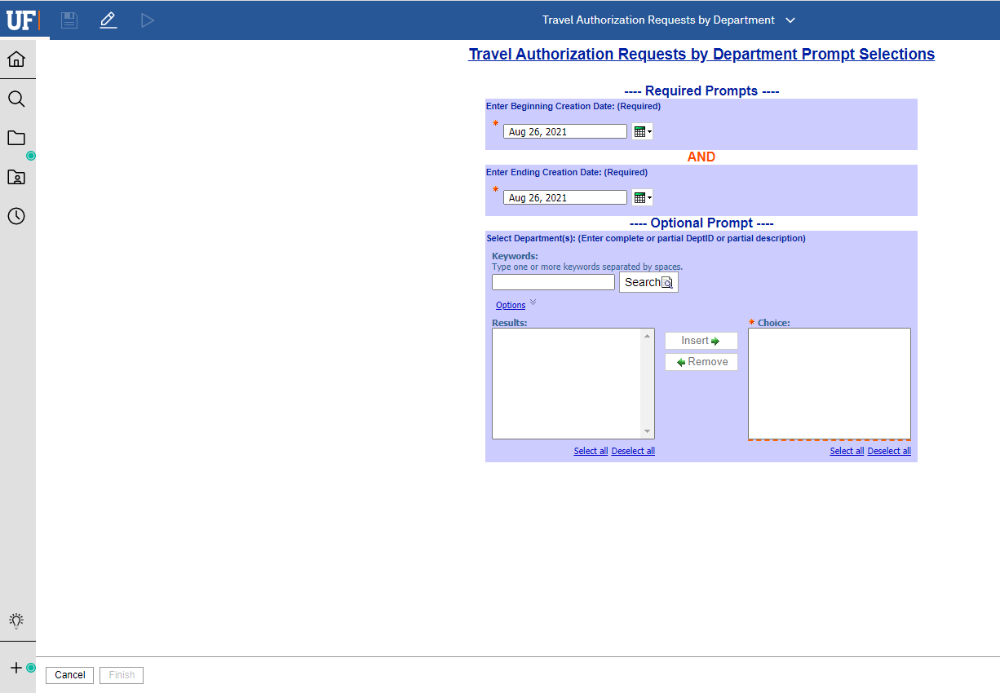 UF
Travel Authorization Requests by Department
Travel Authorization Requests by Department Prompt Selections
---- Required Prompts ----
Enter Beginning Creation Date: (Required)
* Aug 26, 2021
AND
Enter Ending Creation Date: (Required)
* Aug 26, 2021
---- Optional Prompt ----
Select Department(s): (Enter complete or partial DeptID or partial description)
Keywords:
Type one or more keywords separated by spaces.
Search
Options
Results:
* Choice:
Insert
Remove
Select all Deselect all
Select all Deselect all
Cancel Finish